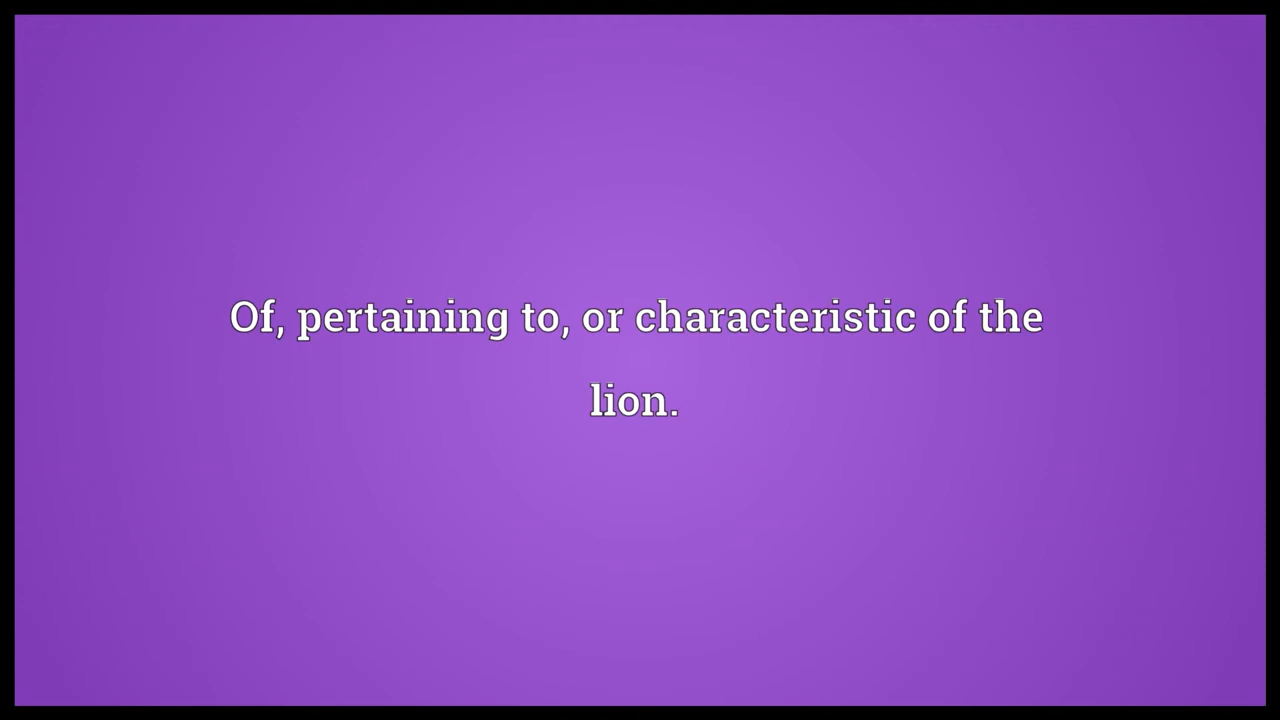 Of, pertaining to, or characteristic of the
lion.